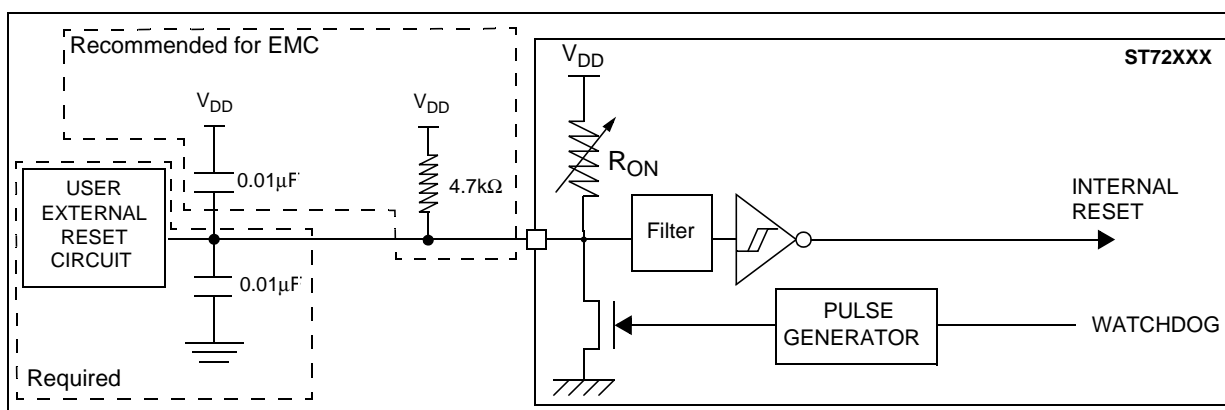 Recommended for EMC
V_DD
V_DD
0.01μF
4.7kΩ
USER
EXTERNAL
RESET
CIRCUIT
0.01μF
Required
ST72XXX
V_DD
R_ON
Filter
INTERNAL
RESET
PULSE
GENERATOR
WATCHDOG